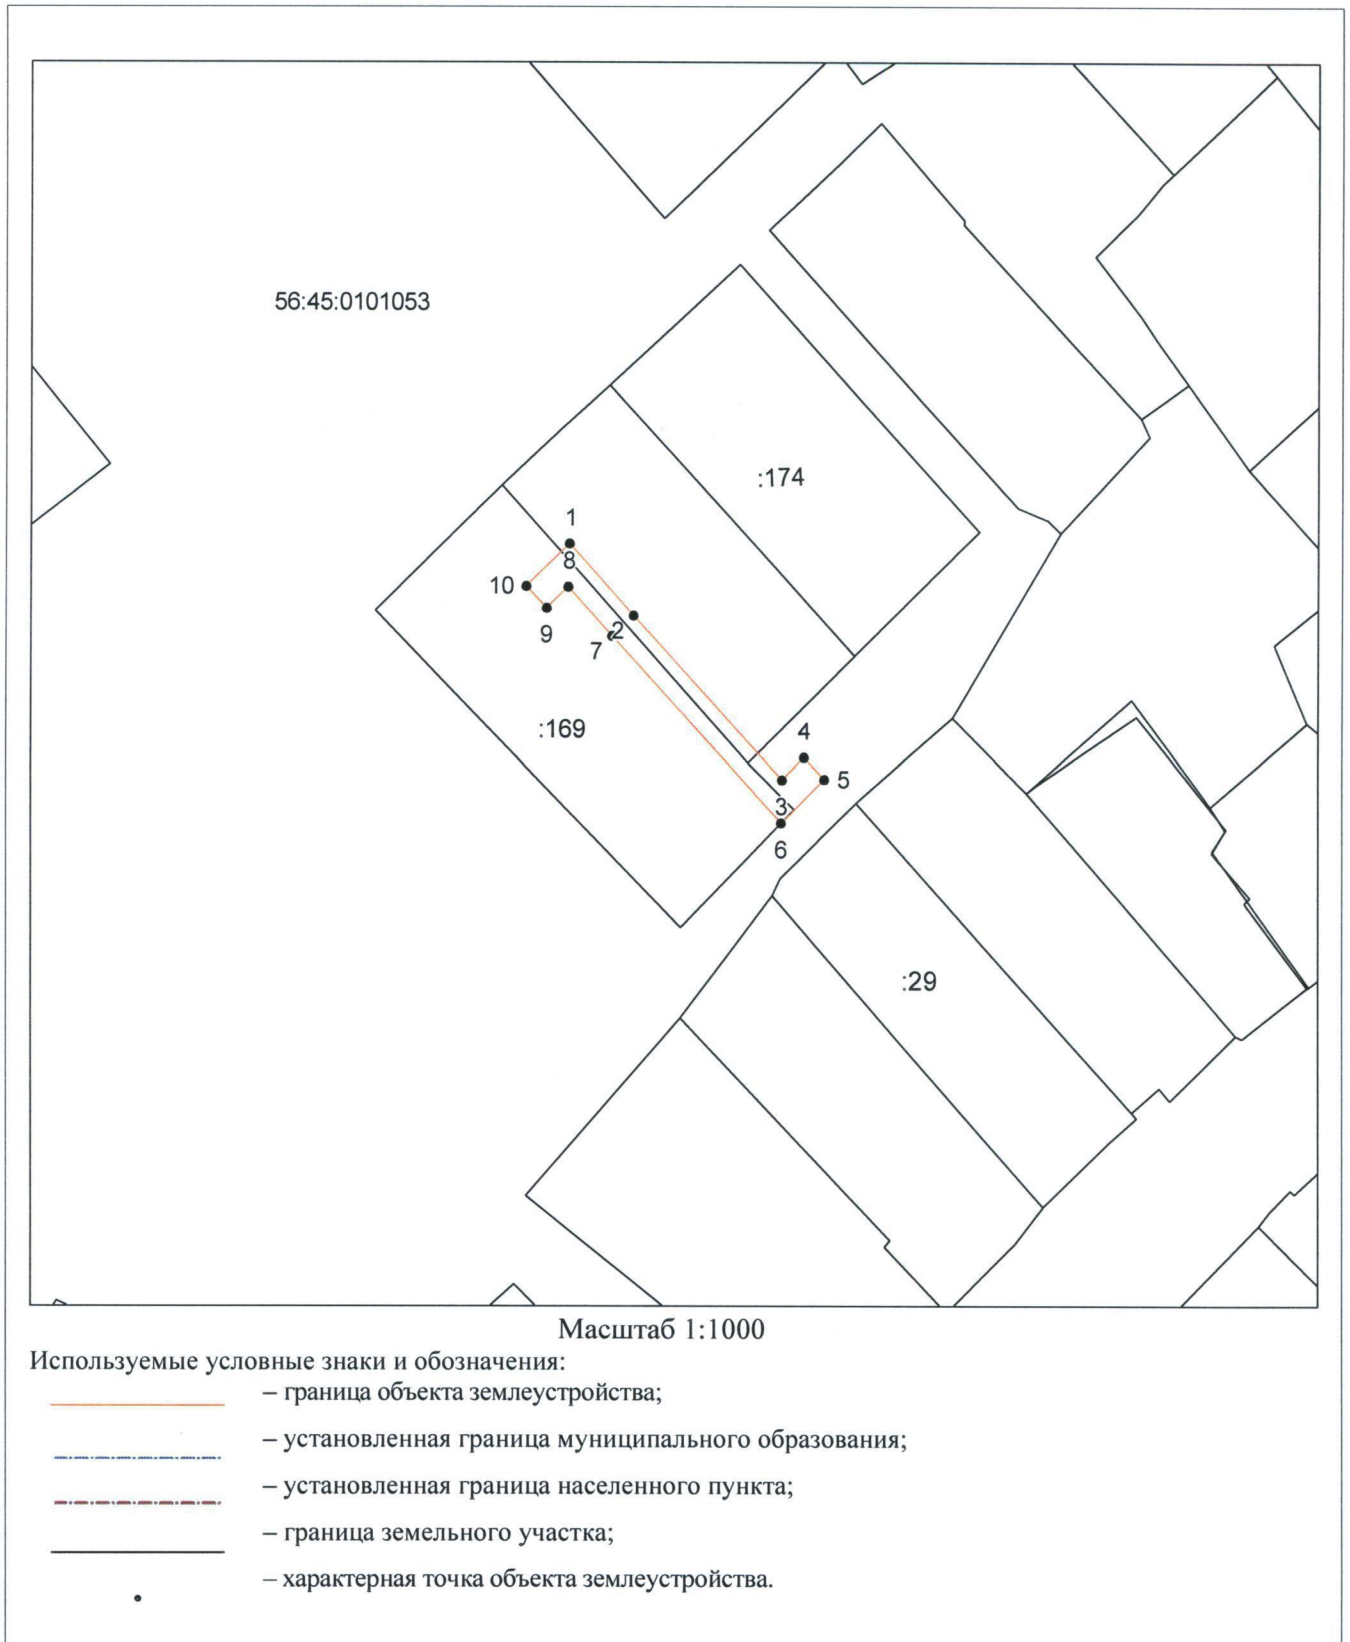 56:45:0101053
:174
1
8
10
9
2
7
:169
4
5
3
6
:29
Масштаб 1:1000
Используемые условные знаки и обозначения:
– граница объекта землеустройства;
– установленная граница муниципального образования;
– установленная граница населенного пункта;
– граница земельного участка;
– характерная точка объекта землеустройства.